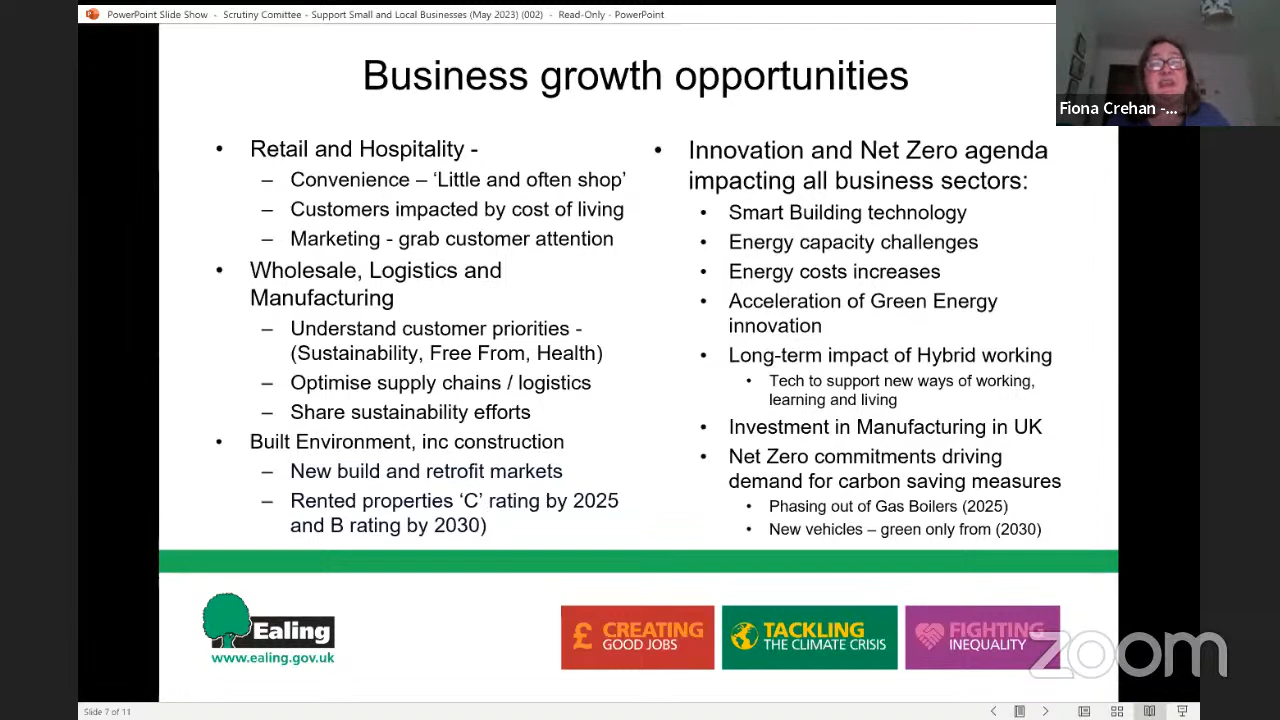 PowerPoint Slide Show - Scrutiny Comittee - Support Small and Local Businesses (May 2023) (002) - Read-Only - PowerPoint
Fiona Crehan -...
Business growth opportunities
• Retail and Hospitality -
– Convenience – ‘Little and often shop’
– Customers impacted by cost of living
– Marketing - grab customer attention
• Wholesale, Logistics and
Manufacturing
– Understand customer priorities -
(Sustainability, Free From, Health)
– Optimise supply chains / logistics
– Share sustainability efforts
• Built Environment, inc construction
– New build and retrofit markets
– Rented properties ‘C’ rating by 2025
and B rating by 2030)
• Innovation and Net Zero agenda
impacting all business sectors:
• Smart Building technology
• Energy capacity challenges
• Energy costs increases
• Acceleration of Green Energy
innovation
• Long-term impact of Hybrid working
• Tech to support new ways of working,
learning and living
• Investment in Manufacturing in UK
• Net Zero commitments driving
demand for carbon saving measures
• Phasing out of Gas Boilers (2025)
• New vehicles – green only from (2030)
Ealing
www.ealing.gov.uk
£ CREATING
GOOD JOBS
TACKLING
THE CLIMATE CRISIS
FIGHTING
INEQUALITY
zoom
Slide 7 of 11